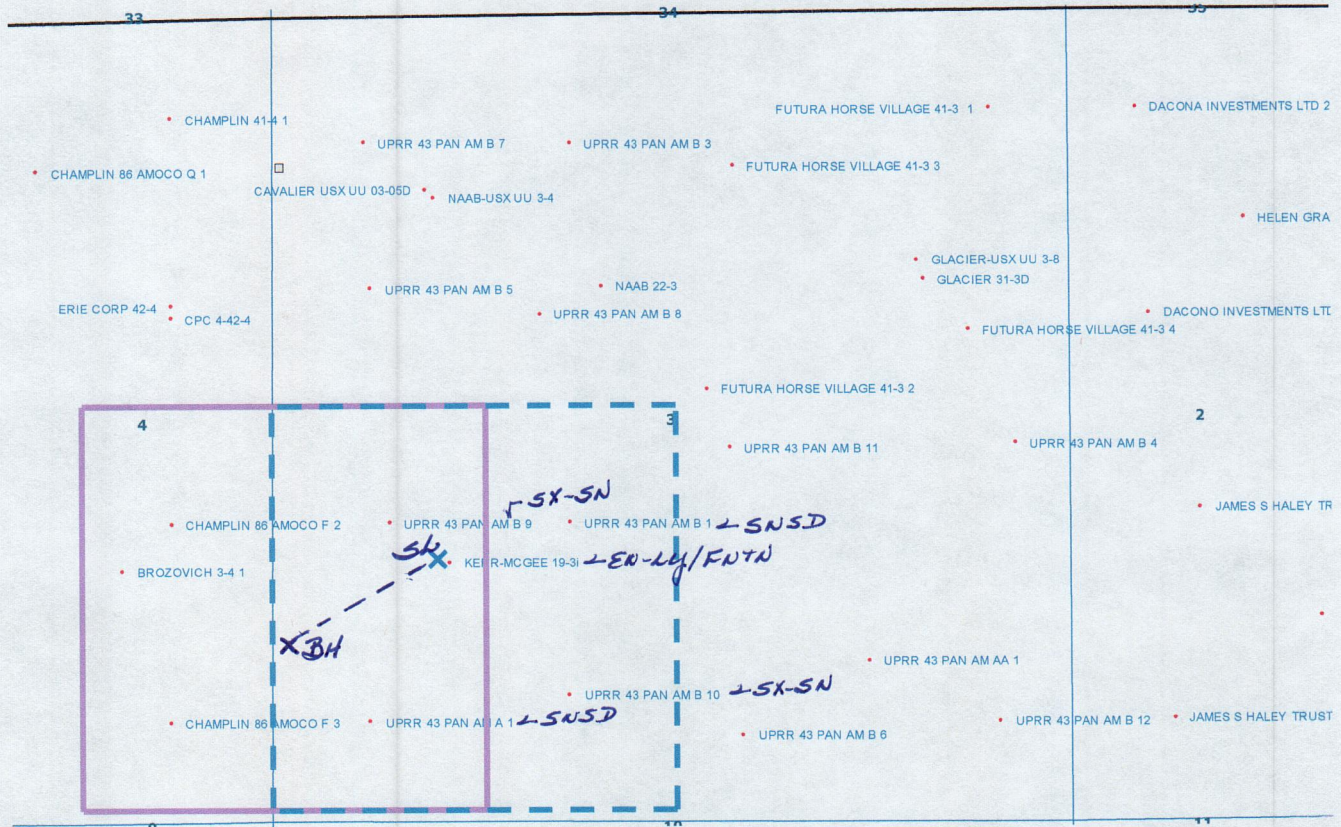 33
34
CHAMPLIN 41-4 1
FUTURA HORSE VILLAGE 41-3 1
DACONA INVESTMENTS LTD 2
UPRR 43 PAN AM B 7
UPRR 43 PAN AM B 3
CHAMPLIN 86 AMOCO Q 1
FUTURA HORSE VILLAGE 41-3 3
CAVALIER USX UU 03-05D
NAAB-USX UU 3-4
HELEN GRA
GLACIER-USX UU 3-8
GLACIER 31-3D
UPRR 43 PAN AM B 5
NAAB 22-3
ERIE CORP 42-4
CPC 4-42-4
UPRR 43 PAN AM B 8
DACONO INVESTMENTS LTD
FUTURA HORSE VILLAGE 41-3 4
FUTURA HORSE VILLAGE 41-3 2
4
3
2
UPRR 43 PAN AM B 11
UPRR 43 PAN AM B 4
SX-SN
JAMES S HALEY TR
CHAMPLIN 86 AMOCO F 2
UPRR 43 PAN AM B 9
UPRR 43 PAN AM B 1
SNSD
SL
KERR-MCGEE 19-3i
BROZOVICH 3-4 1
BH
UPRR 43 PAN AM AA 1
UPRR 43 PAN AM B 10
SX-SN
CHAMPLIN 86 AMOCO F 3
UPRR 43 PAN AM A 1
SNSD
UPRR 43 PAN AM B 12
JAMES S HALEY TRUST
UPRR 43 PAN AM B 6